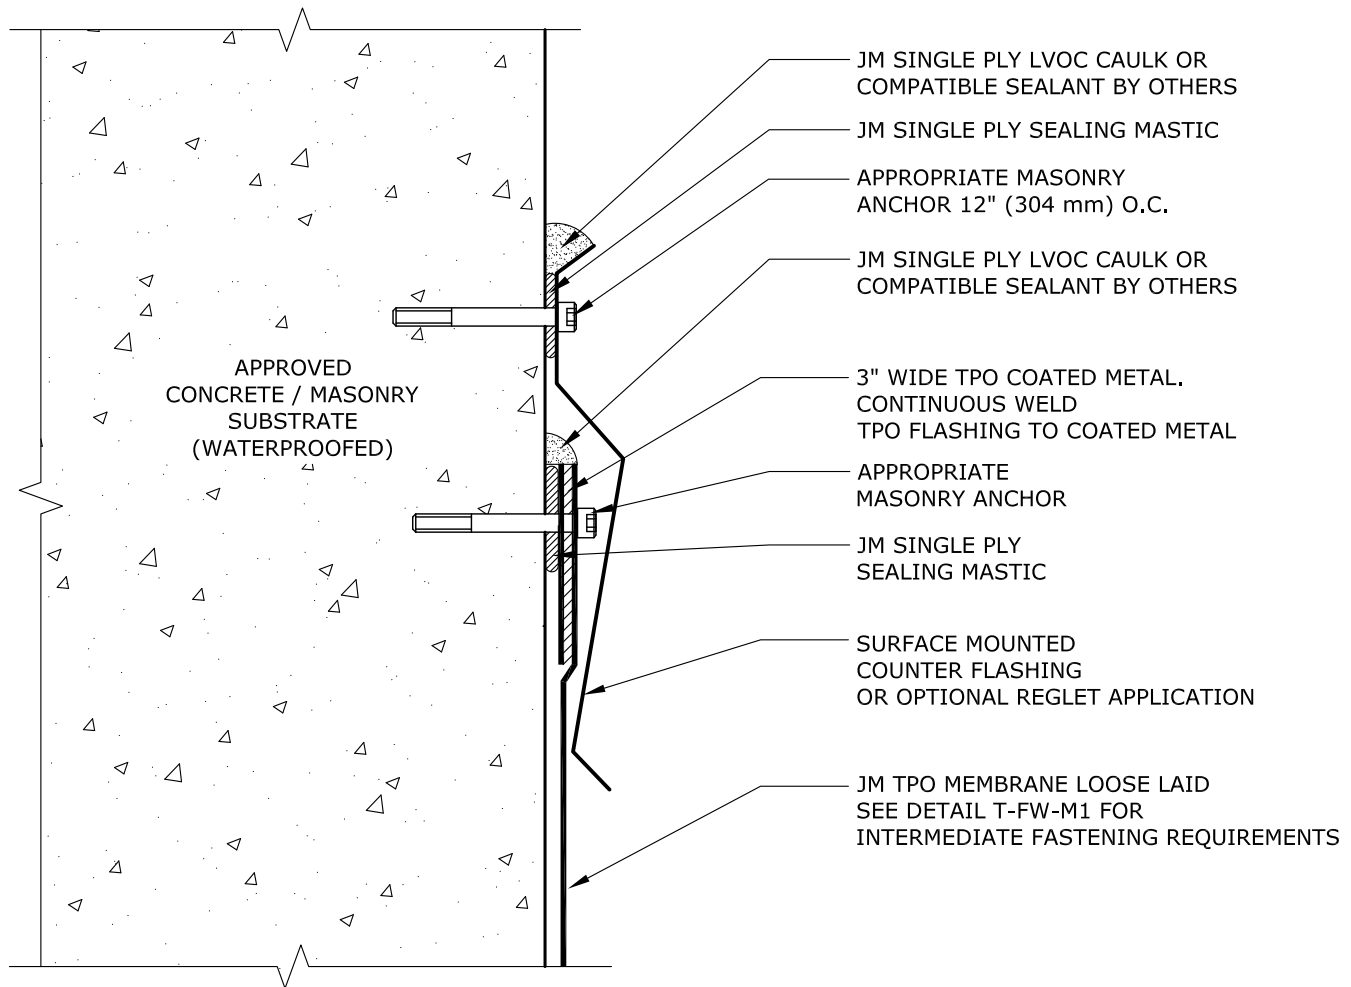 JM SINGLE PLY LVOC CAULK OR
COMPATIBLE SEALANT BY OTHERS
JM SINGLE PLY SEALING MASTIC
APPROPRIATE MASONRY
ANCHOR 12" (304 mm) O.C.
JM SINGLE PLY LVOC CAULK OR
COMPATIBLE SEALANT BY OTHERS
APPROVED
CONCRETE / MASONRY
SUBSTRATE
(WATERPROOFED)
3" WIDE TPO COATED METAL.
CONTINUOUS WELD
TPO FLASHING TO COATED METAL
APPROPRIATE
MASONRY ANCHOR
JM SINGLE PLY
SEALING MASTIC
SURFACE MOUNTED
COUNTER FLASHING
OR OPTIONAL REGLET APPLICATION
JM TPO MEMBRANE LOOSE LAID
SEE DETAIL T-FW-M1 FOR
INTERMEDIATE FASTENING REQUIREMENTS